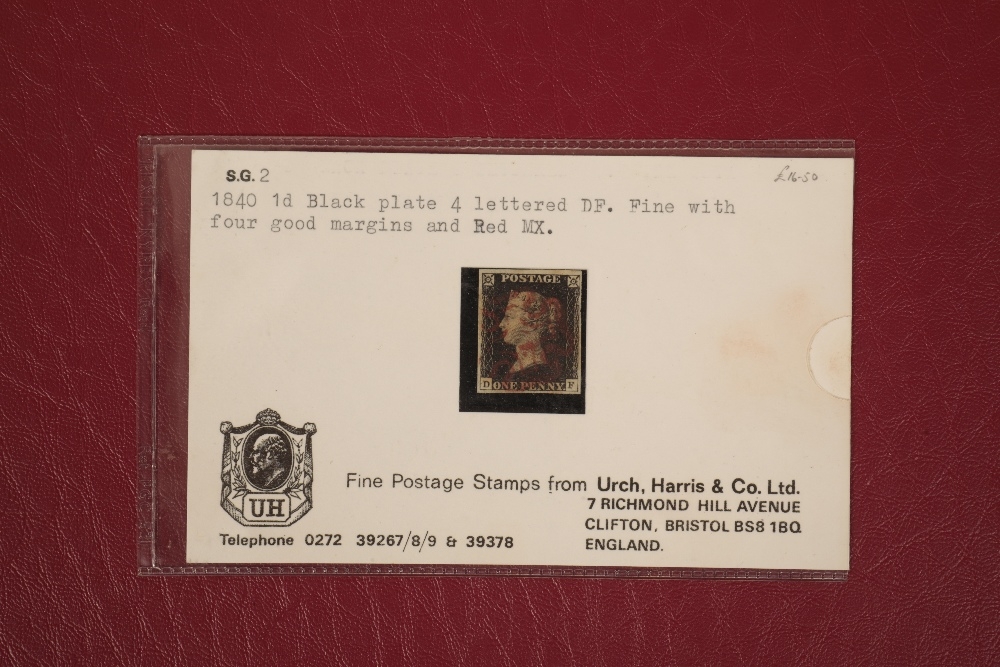 S.G. 2
£16-50
1840 1d Black plate 4 lettered DF. Fine with
four good margins and Red MX.
POSTAGE
D ONE PENNY. F
UH
Fine Postage Stamps from Urch, Harris & Co. Ltd.
7 RICHMOND HILL AVENUE
CLIFTON, BRISTOL BS8 1BQ
ENGLAND.
Telephone 0272 39267/8/9 & 39378